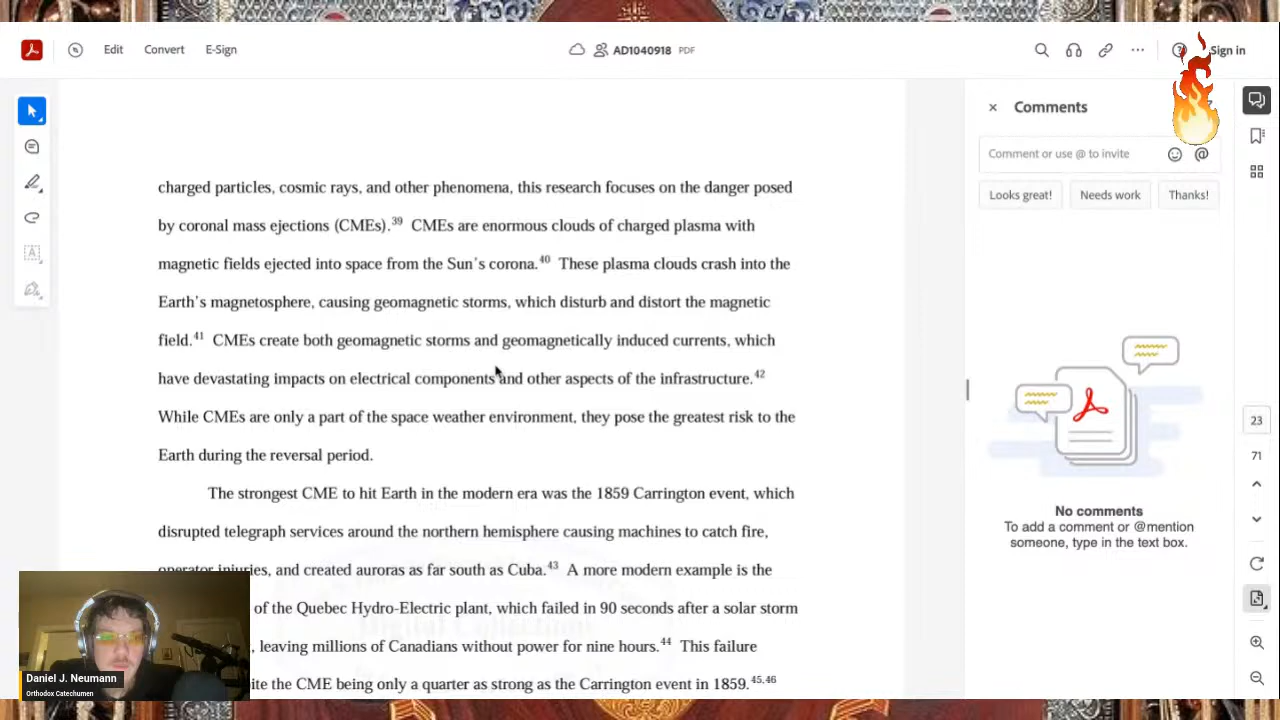 Edit Convert E-Sign
AD1040918 PDF
Sign in
Comments
Comment or use @ to invite
Looks great! Needs work Thanks!
charged particles, cosmic rays, and other phenomena, this research focuses on the danger posed
by coronal mass ejections (CMEs).39 CMEs are enormous clouds of charged plasma with
magnetic fields ejected into space from the Sun's corona.40 These plasma clouds crash into the
Earth's magnetosphere, causing geomagnetic storms, which disturb and distort the magnetic
field.41 CMEs create both geomagnetic storms and geomagnetically induced currents, which
have devastating impacts on electrical components and other aspects of the infrastructure.42
While CMEs are only a part of the space weather environment, they pose the greatest risk to the
Earth during the reversal period.
The strongest CME to hit Earth in the modern era was the 1859 Carrington event, which
disrupted telegraph services around the northern hemisphere causing machines to catch fire,
operator injuries, and created auroras as far south as Cuba.43 A more modern example is the
of the Quebec Hydro-Electric plant, which failed in 90 seconds after a solar storm
, leaving millions of Canadians without power for nine hours.44 This failure
the CME being only a quarter as strong as the Carrington event in 1859.45,46
No comments
To add a comment or @mention
someone, type in the text box.
23
71
Daniel J. Neumann
Orthodox Catechumen